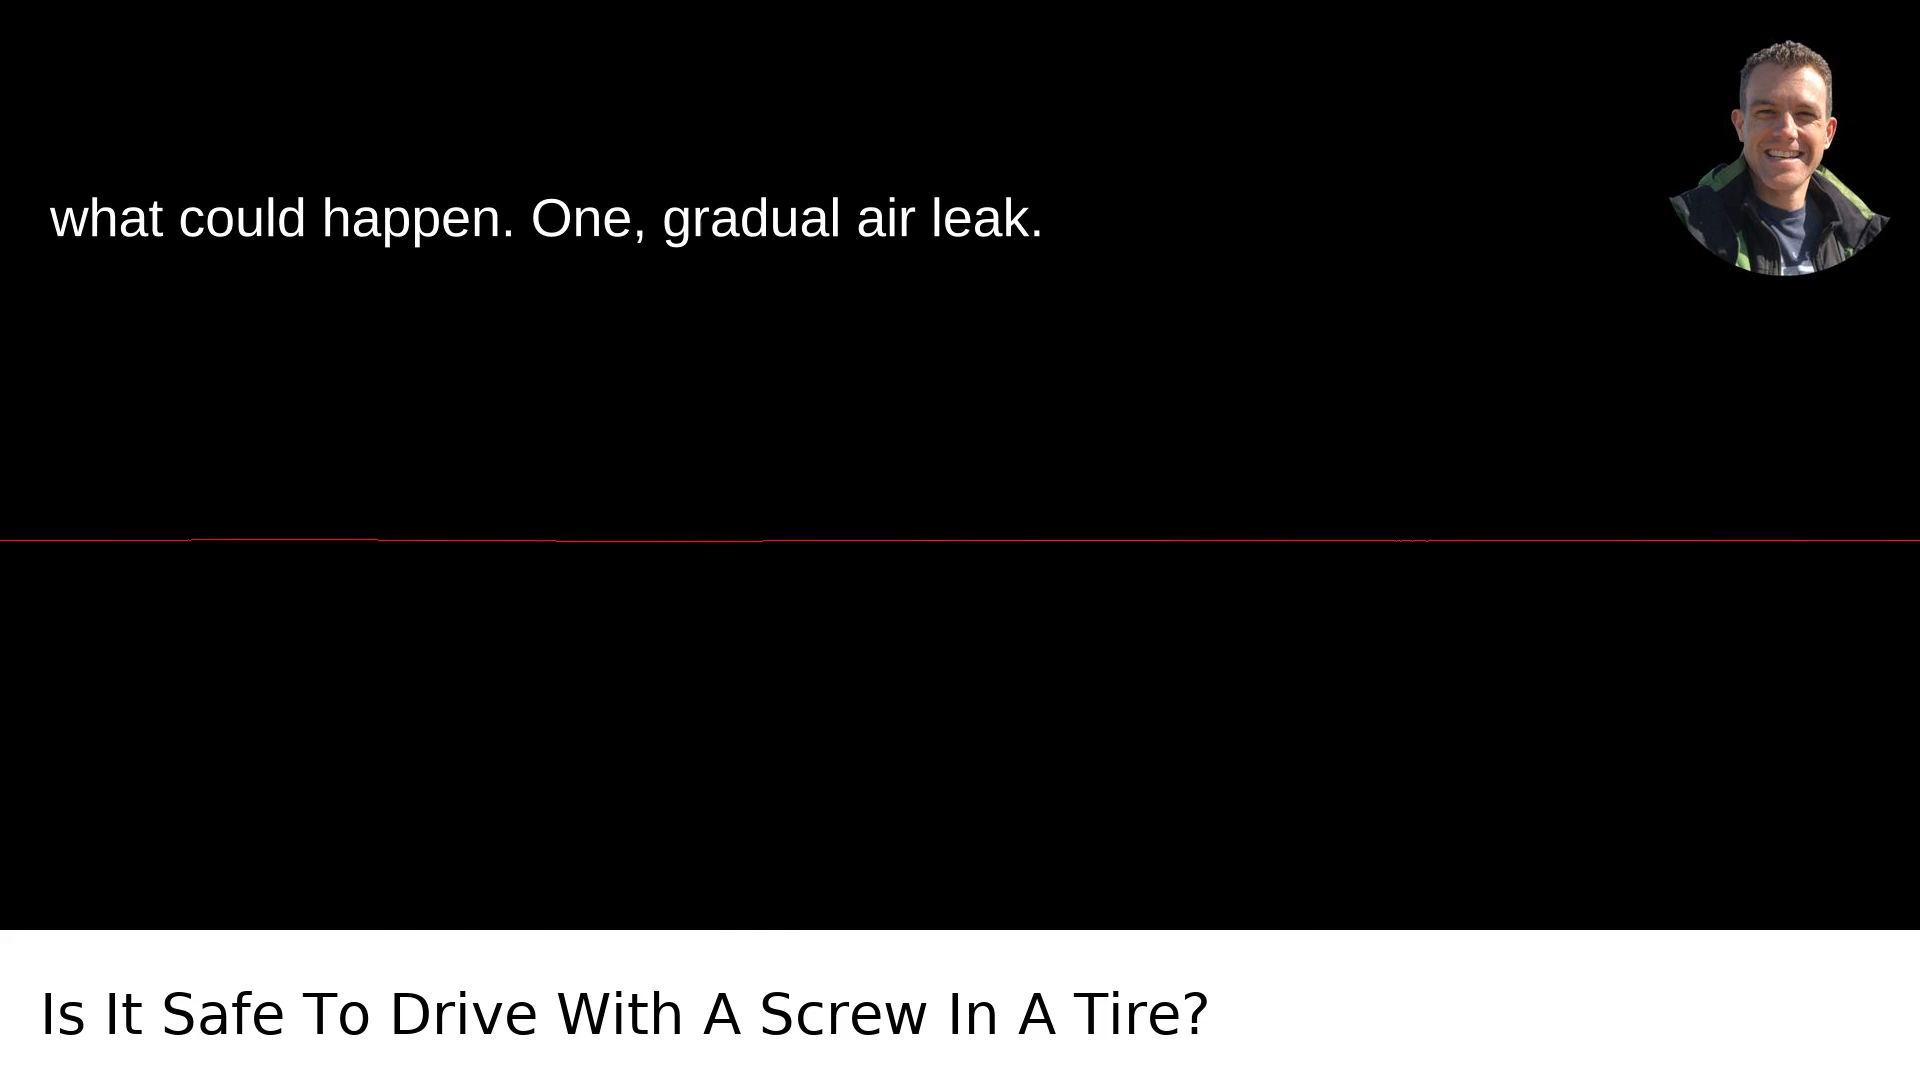 what could happen. One, gradual air leak.
Is It Safe To Drive With A Screw In A Tire?